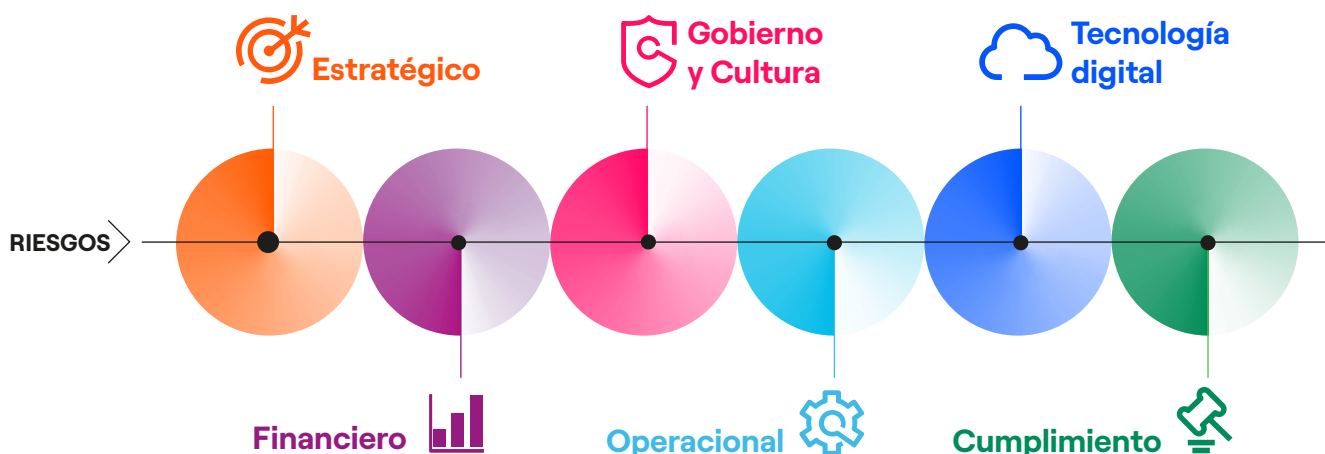 Estratégico
Gobierno
y Cultura
Tecnología
digital
RIESGOS
Financiero
Operacional
Cumplimiento